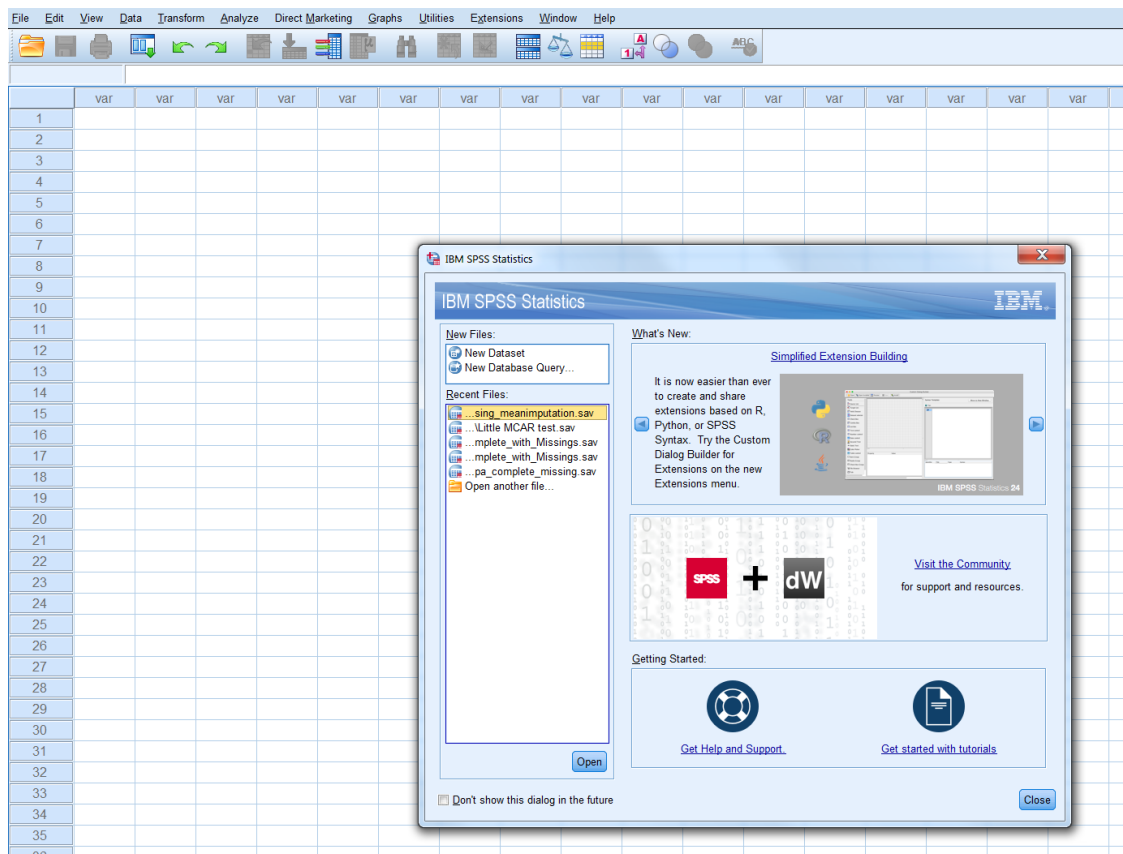 File Edit View Data Transform Analyze Direct Marketing Graphs Utilities Extensions Window Help
var var var var var var var var var var var var var var var var var
1
2
3
4
5
6
7
8
9
10
11
12
13
14
15
16
17
18
19
20
21
22
23
24
25
26
27
28
29
30
31
32
33
34
35
IBM SPSS Statistics
IBM SPSS Statistics
IBM
New Files:
New Dataset
New Database Query...
Recent Files:
...sing_meanimputation.sav
...\Little MCAR test.sav
...mplete_with_Missings.sav
...mplete_with_Missings.sav
...pa_complete_missing.sav
Open another file...
Open
What's New:
Simplified Extension Building
It is now easier than ever
to create and share
extensions based on R,
Python, or SPSS
Syntax. Try the Custom
Dialog Builder for
Extensions on the new
Extensions menu.
IBM SPSS Statistics 24
SPSS + dW
Visit the Community
for support and resources.
Getting Started:
Get Help and Support.
Get started with tutorials
Don't show this dialog in the future
Close